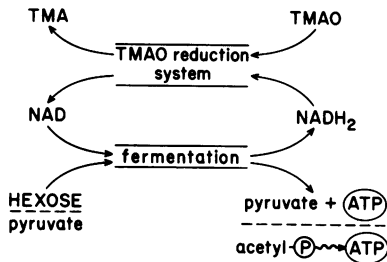 TMA TMAO
TMAO reduction
system
NAD NADH₂
fermentation
HEXOSE pyruvate + ATP
pyruvate
acetyl-P ATP